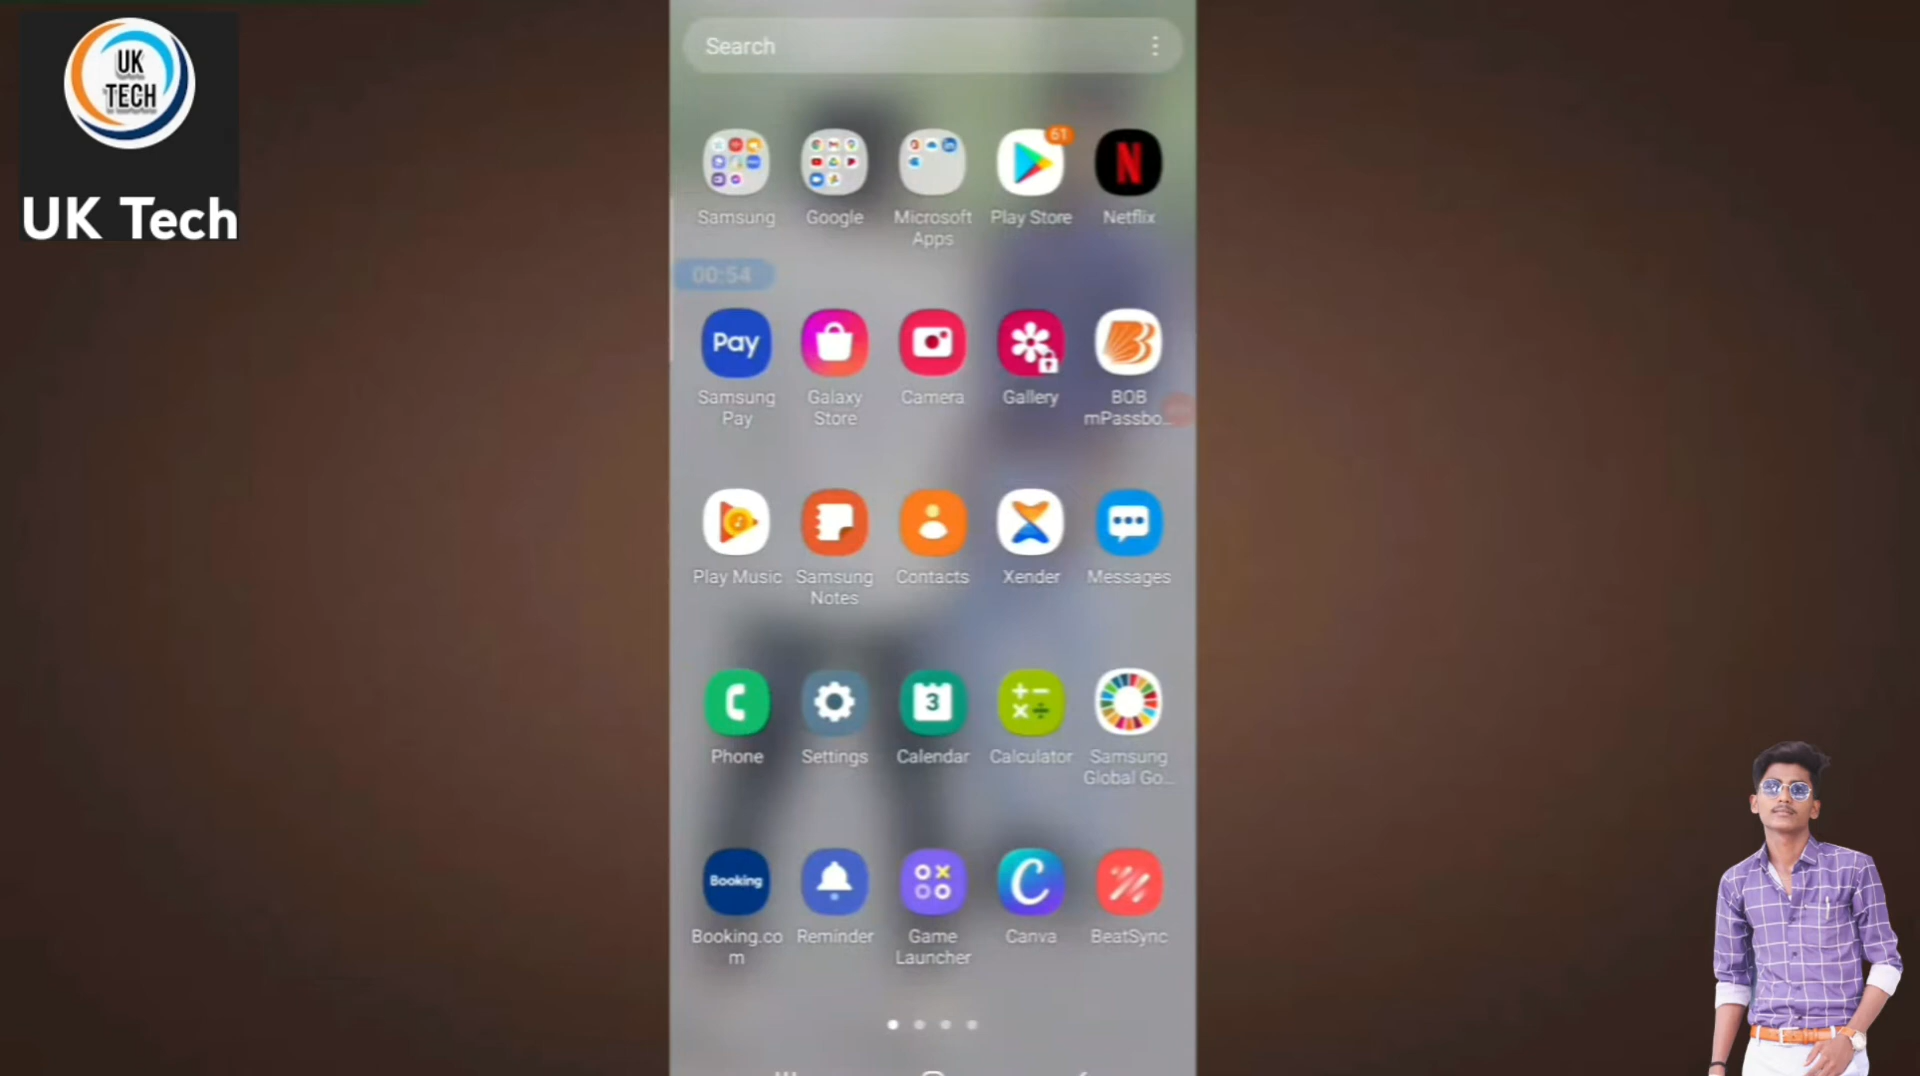 UK
TECH
UK Tech
Search
61
Samsung
Google
Microsoft
Apps
Play Store
Netflix
00:54
Pay
Samsung
Pay
Galaxy
Store
Camera
Gallery
BOB
mPassbo...
Play Music
Samsung
Notes
Contacts
Xender
Messages
3
Phone
Settings
Calendar
Calculator
Samsung
Global Go...
Booking
Booking.co
m
Reminder
Game
Launcher
Canva
BeatSync